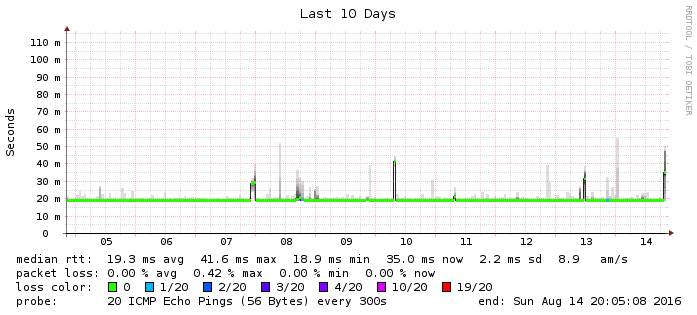 Last 10 Days
RRDTOOL / TOBI OETIKER
Seconds
110 m
100 m
90 m
80 m
70 m
60 m
50 m
40 m
30 m
20 m
10 m
0
05 06 07 08 09 10 11 12 13 14
median rtt: 19.3 ms avg 41.6 ms max 18.9 ms min 35.0 ms now 2.2 ms sd 8.9 am/s
packet loss: 0.00 % avg 0.42 % max 0.00 % min 0.00 % now
loss color: 0 1/20 2/20 3/20 4/20 10/20 19/20
probe: 20 ICMP Echo Pings (56 Bytes) every 300s end: Sun Aug 14 20:05:08 2016